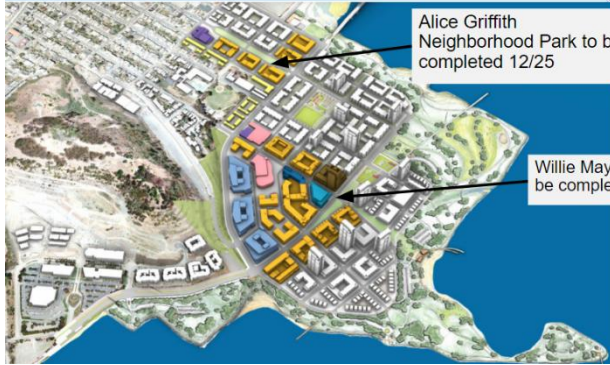 Alice Griffith
Neighborhood Park to b
completed 12/25
Willie May
be comple